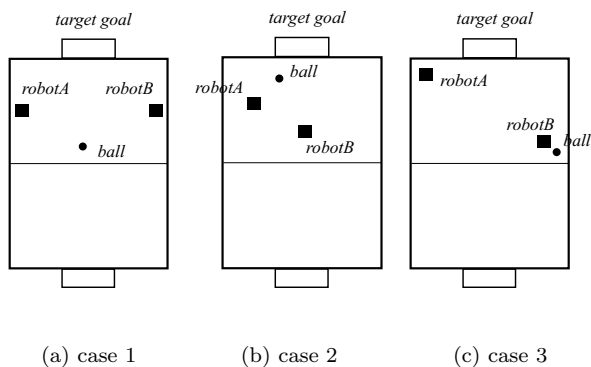 target goal
target goal
target goal
robotA
robotB
ball
ball
robotA
robotB
robotA
robotB
ball
(a) case 1
(b) case 2
(c) case 3